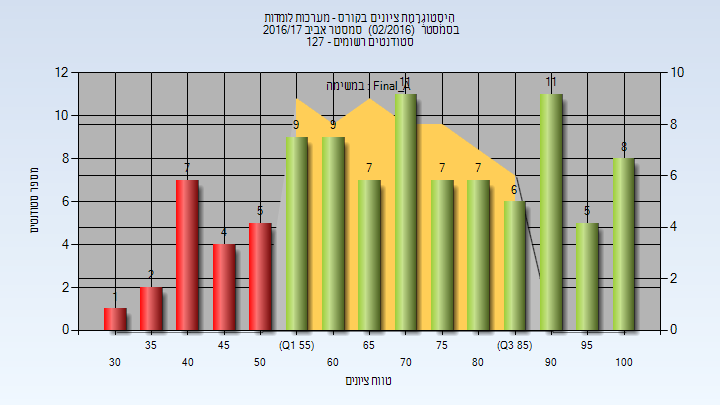 היסטוגרמת ציונים בקורס - מערכות לומדות
בסמסטר (02/2016) סמסטר אביב 2016/17
סטודנטים רשומים - 127
במשימה : Final_A
מספר סטודנטים
12 10 8 6 4 2 0
10 8 6 4 2 0
1 2 7 4 5 9 9 7 11 7 7 6 11 5 8
35 45 (Q1 55) 65 75 (Q3 85) 95
30 40 50 60 70 80 90 100
טווח ציונים